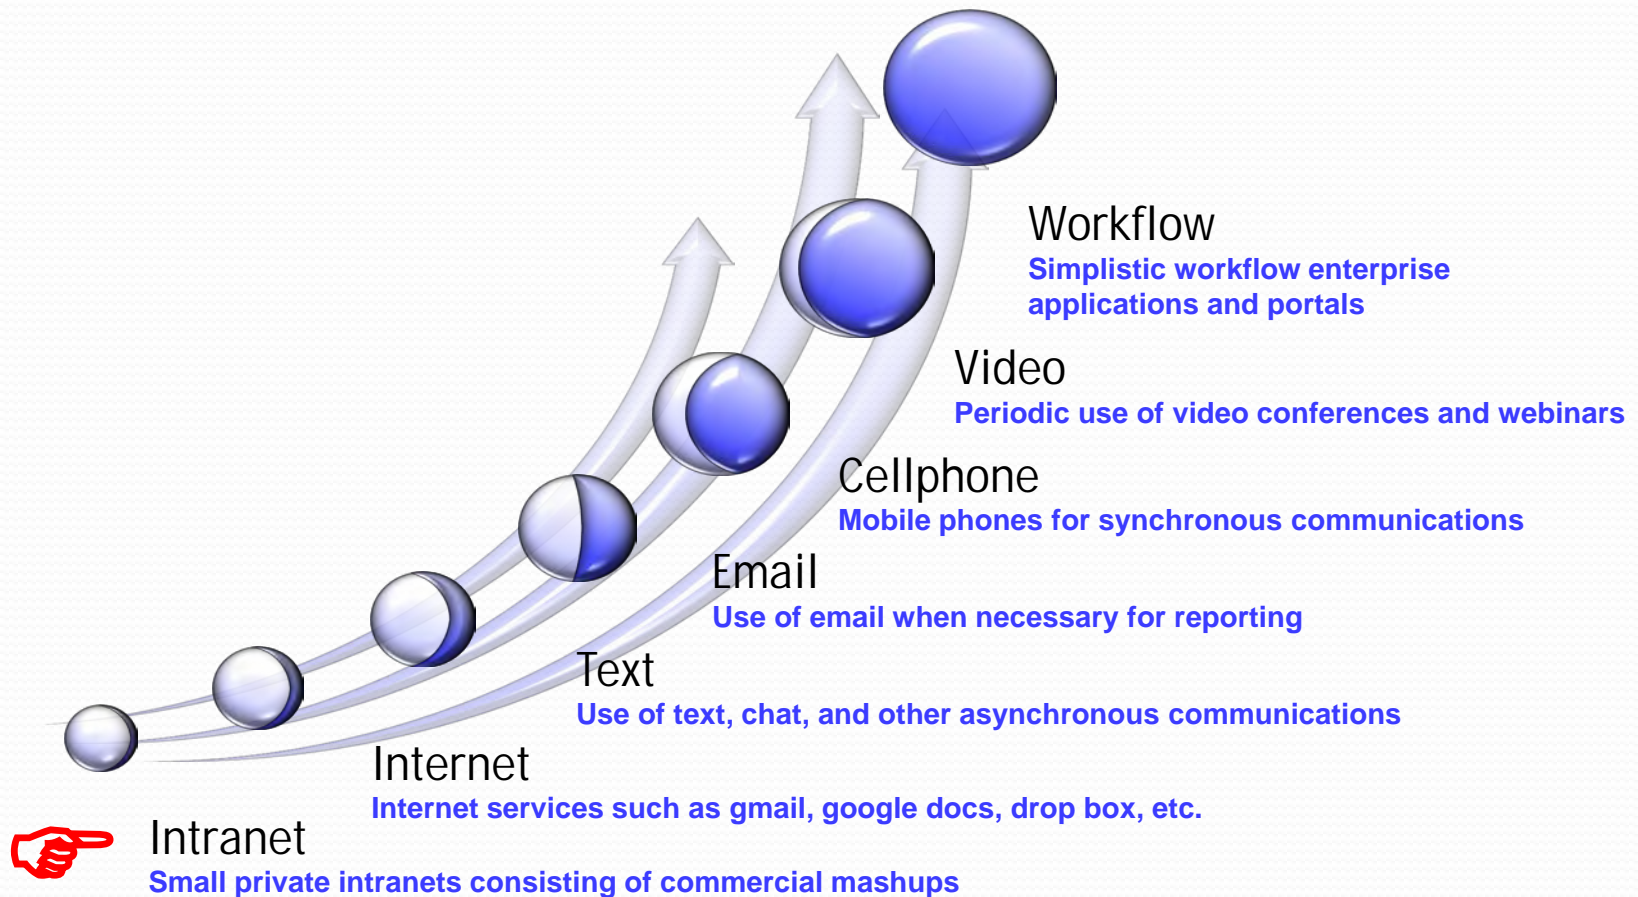 Workflow
Simplistic workflow enterprise
applications and portals
Video
Periodic use of video conferences and webinars
Cellphone
Mobile phones for synchronous communications
Email
Use of email when necessary for reporting
Text
Use of text, chat, and other asynchronous communications
Internet
Internet services such as gmail, google docs, drop box, etc.
Intranet
Small private intranets consisting of commercial mashups